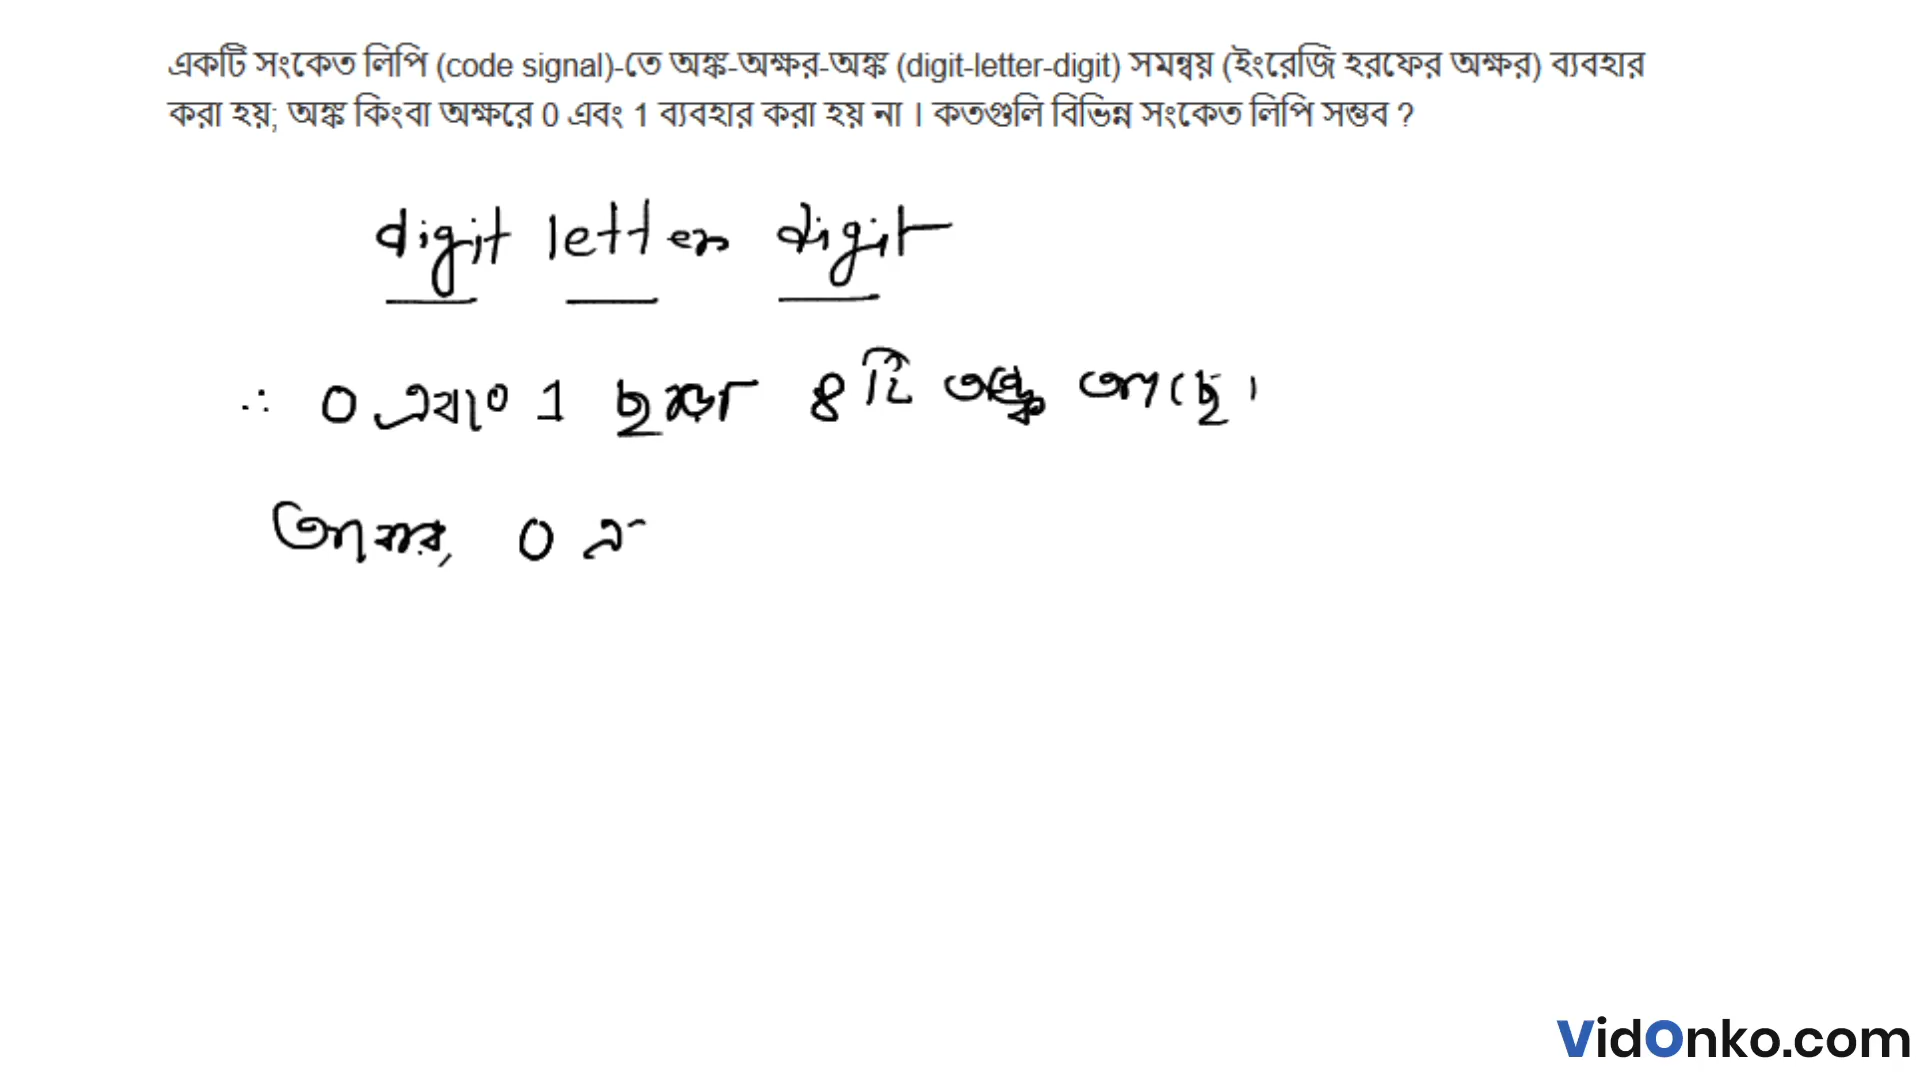 একটি সংকেত লিপি (code signal)-তে অঙ্ক-অক্ষর-অঙ্ক (digit-letter-digit) সমন্বয় (ইংরেজি হরফের অক্ষর) ব্যবহার
করা হয়; অঙ্ক কিংবা অক্ষরে 0 এবং 1 ব্যবহার করা হয় না । কতগুলি বিভিন্ন সংকেত লিপি সম্ভব ?
digit letter digit
∴ 0 এবং 1 ছাড়া 8 টি অঙ্ক আছে।
আবার, 0 এ
VidOnko.com